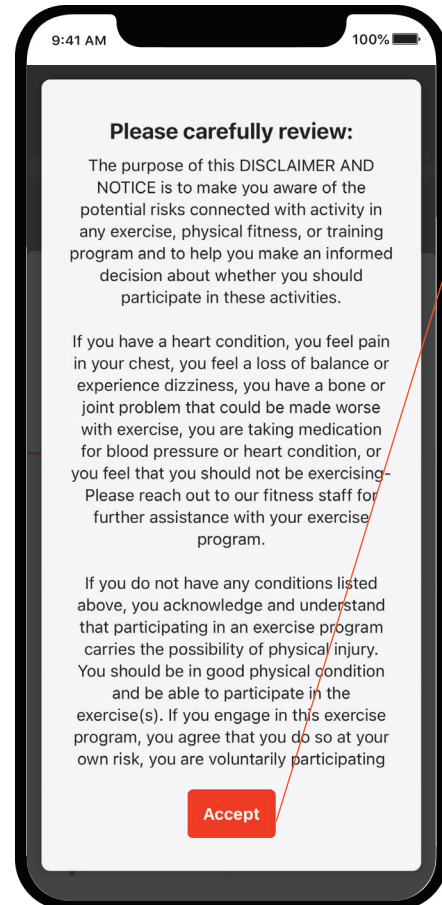 9:41 AM
100%
Please carefully review:
The purpose of this DISCLAIMER AND
NOTICE is to make you aware of the
potential risks connected with activity in
any exercise, physical fitness, or training
program and to help you make an informed
decision about whether you should
participate in these activities.
If you have a heart condition, you feel pain
in your chest, you feel a loss of balance or
experience dizziness, you have a bone or
joint problem that could be made worse
with exercise, you are taking medication
for blood pressure or heart condition, or
you feel that you should not be exercising-
Please reach out to our fitness staff for
further assistance with your exercise
program.
If you do not have any conditions listed
above, you acknowledge and understand
that participating in an exercise program
carries the possibility of physical injury.
You should be in good physical condition
and be able to participate in the
exercise(s). If you engage in this exercise
program, you agree that you do so at your
own risk, you are voluntarily participating
Accept